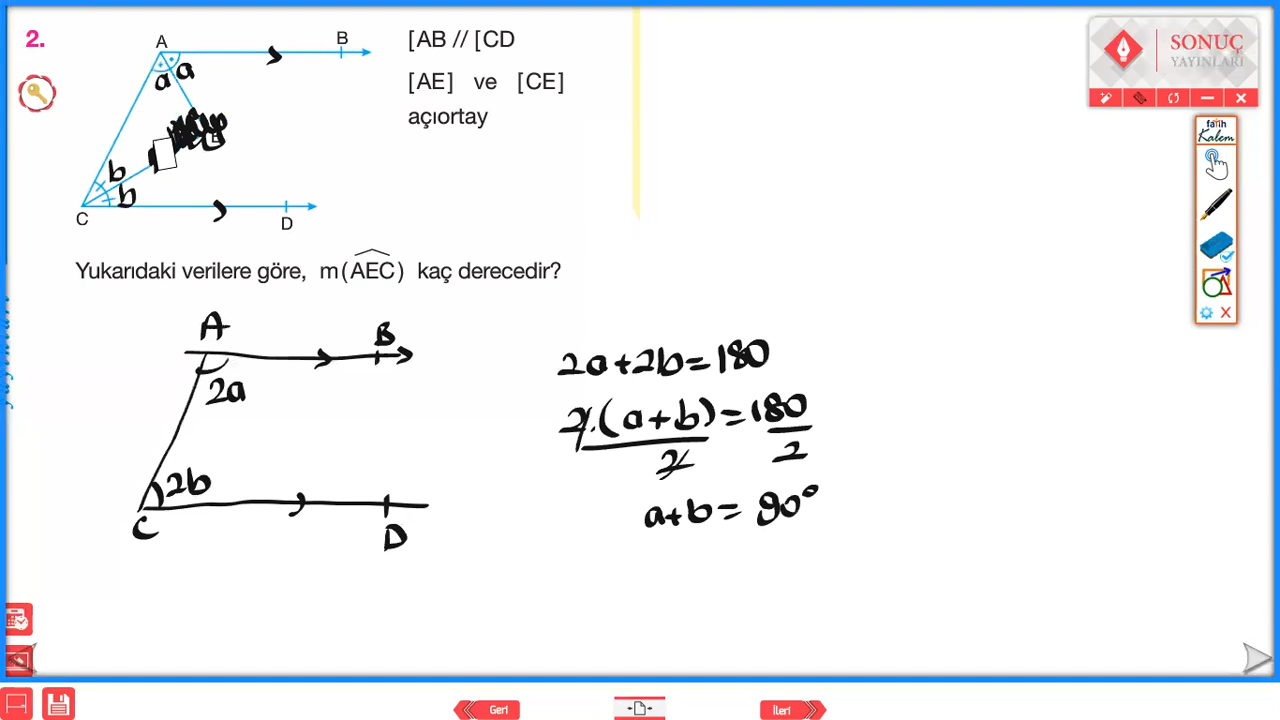 2.
A
B
a
a
b
b
E
C
D
[AB // [CD
[AE] ve [CE]
açıortay
SONUÇ
YAYINLARI
fatih
Kalem
Yukarıdaki verilere göre, m(AEC) kaç derecedir?
A
B
2a
2b
C
D
2a+2b=180
2.(a+b)=180
2 2
a+b=90°
Geri
İleri